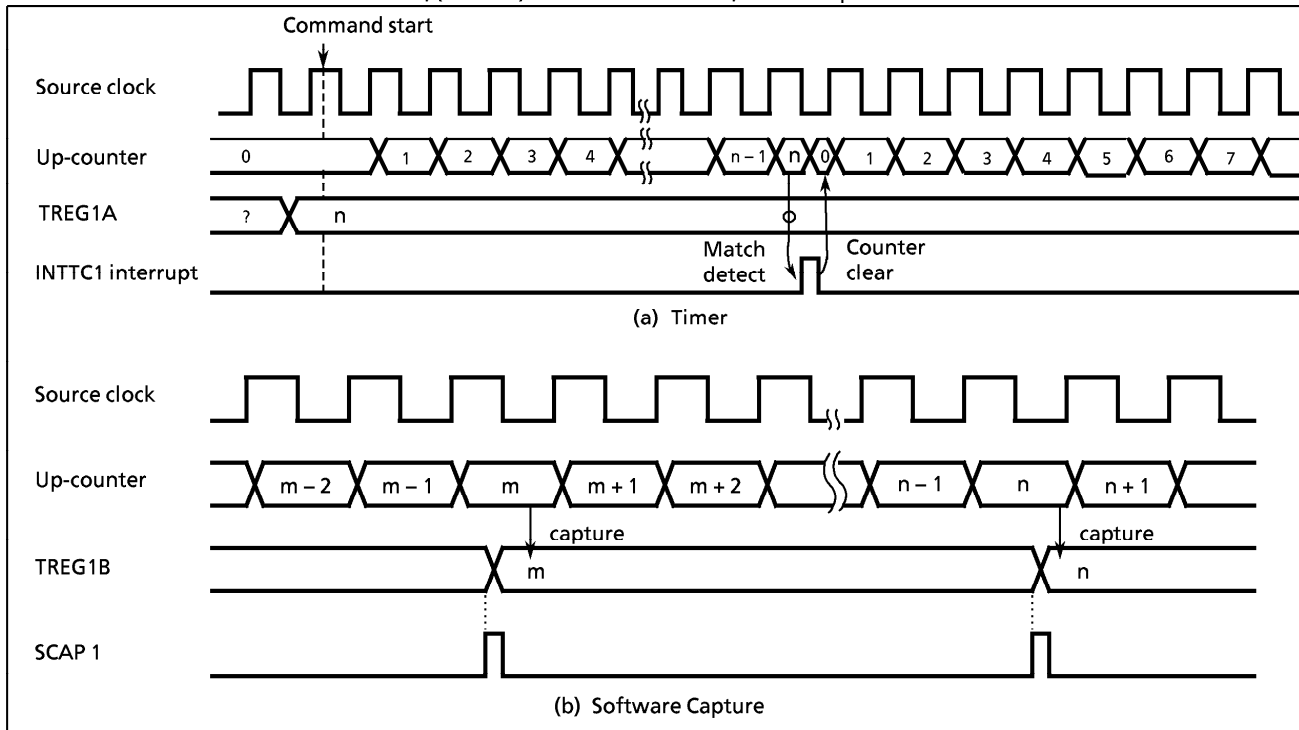 Command start
Source clock
Up-counter 0 1 2 3 4 n – 1 n 0 1 2 3 4 5 6 7
TREG1A ? n
Match detect
Counter clear
INTTC1 interrupt
(a) Timer
Source clock
Up-counter m – 2 m – 1 m m + 1 m + 2 n – 1 n n + 1
capture capture
TREG1B m n
SCAP 1
(b) Software Capture